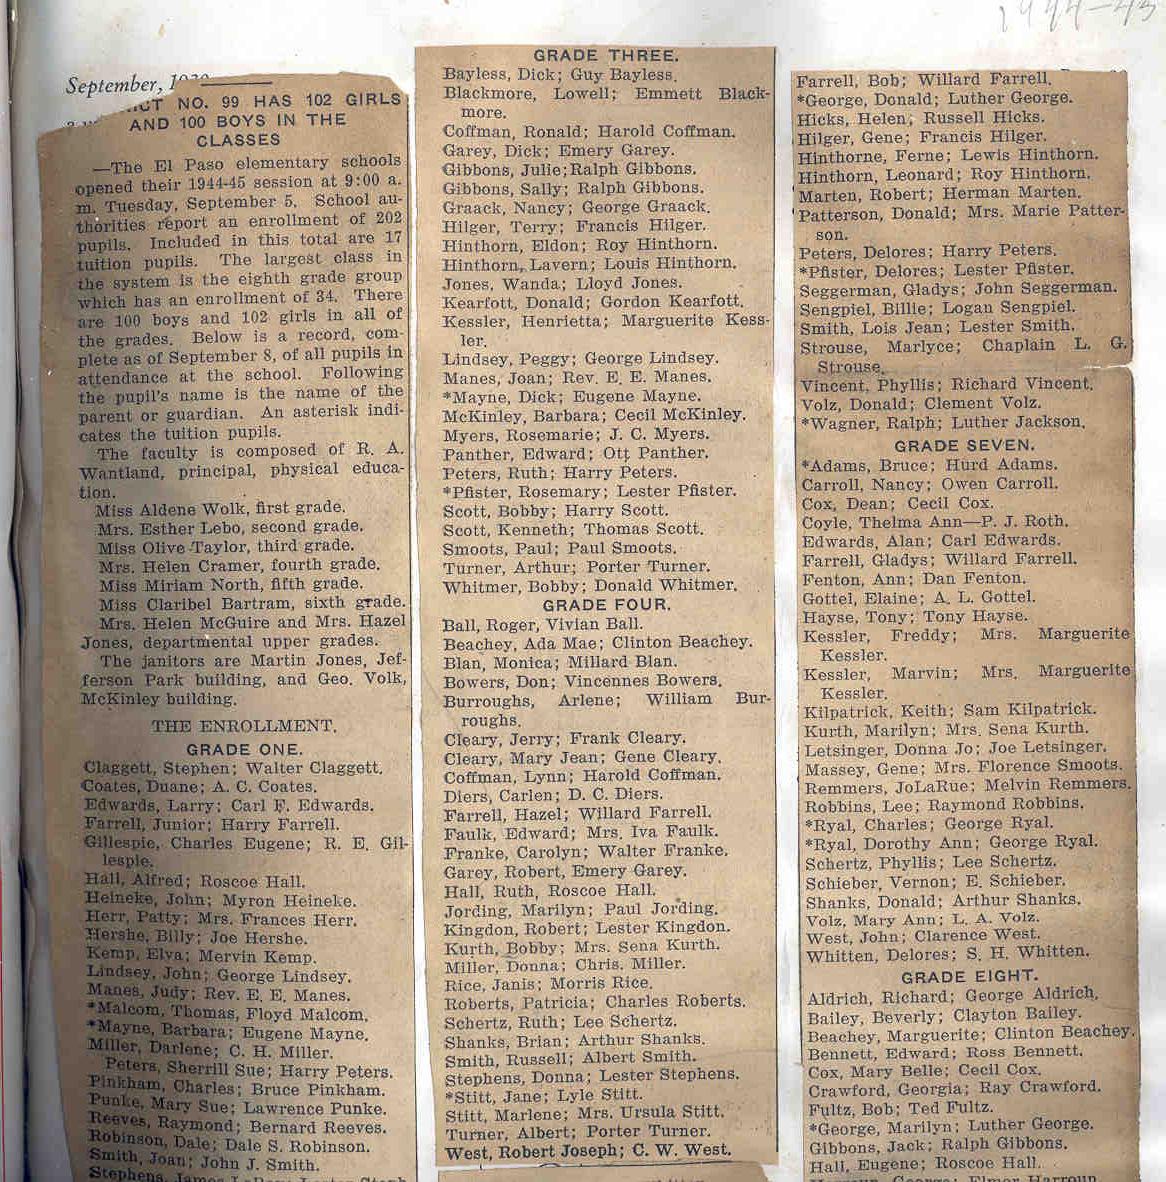 1944-45
September,
NO. 99 HAS 102 GIRLS
AND 100 BOYS IN THE
CLASSES
—The El Paso elementary schools
opened their 1944-45 session at 9:00 a.
m. Tuesday, September 5. School au-
thorities report an enrollment of 202
pupils. Included in this total are 17
tuition pupils. The largest class in
the system is the eighth grade group
which has an enrollment of 34. There
are 100 boys and 102 girls in all of
the grades. Below is a record, com-
plete as of September 8, of all pupils in
attendance at the school. Following
the pupil's name is the name of the
parent or guardian. An asterisk indi-
cates the tuition pupils.
The faculty is composed of R. A.
Wantland, principal, physical educa-
tion.
Miss Aldene Wolk, first grade.
Mrs. Esther Lebo, second grade.
Miss Olive Taylor, third grade.
Mrs. Helen Cramer, fourth grade.
Miss Miriam North, fifth grade.
Miss Claribel Bartram, sixth grade.
Mrs. Helen McGuire and Mrs. Hazel
Jones, departmental upper grades.
The janitors are Martin Jones, Jef-
ferson Park building, and Geo. Volk,
McKinley building.
THE ENROLLMENT.
GRADE ONE.
Claggett, Stephen; Walter Claggett.
Coates, Duane; A. C. Coates.
Edwards, Larry; Carl F. Edwards.
Farrell, Junior; Harry Farrell.
Gillespie, Charles Eugene; R. E. Gil-
lespie.
Hall, Alfred; Roscoe Hall.
Heineke, John; Myron Heineke.
Herr, Patty; Mrs. Frances Herr.
Hershe, Billy; Joe Hershe.
Kemp, Elva; Mervin Kemp.
Lindsey, John; George Lindsey.
Manes, Judy; Rev. E. E. Manes.
*Malcom, Thomas, Floyd Malcom.
*Mayne, Barbara; Eugene Mayne.
Miller, Darlene; C. H. Miller.
Peters, Sherrill Sue; Harry Peters.
Pinkham, Charles; Bruce Pinkham.
Punke, Mary Sue; Lawrence Punke.
Reeves, Raymond; Bernard Reeves.
Robinson, Dale; Dale S. Robinson.
Smith, Joan; John J. Smith.
Stephens, James
GRADE THREE.
Bayless, Dick; Guy Bayless.
Blackmore, Lowell; Emmett Black-
more.
Coffman, Ronald; Harold Coffman.
Garey, Dick; Emery Garey.
Gibbons, Julie;Ralph Gibbons.
Gibbons, Sally; Ralph Gibbons.
Graack, Nancy; George Graack.
Hilger, Terry; Francis Hilger.
Hinthorn, Eldon; Roy Hinthorn.
Hinthorn, Lavern; Louis Hinthorn.
Jones, Wanda; Lloyd Jones.
Kearfott, Donald; Gordon Kearfott.
Kessler, Henrietta; Marguerite Kess-
ler.
Lindsey, Peggy; George Lindsey.
Manes, Joan; Rev. E. E. Manes.
*Mayne, Dick; Eugene Mayne.
McKinley, Barbara; Cecil McKinley.
Myers, Rosemarie; J. C. Myers.
Panther, Edward; Ott Panther.
Peters, Ruth; Harry Peters.
*Pfister, Rosemary; Lester Pfister.
Scott, Bobby; Harry Scott.
Scott, Kenneth; Thomas Scott.
Smoots, Paul; Paul Smoots.
Turner, Arthur; Porter Turner.
Whitmer, Bobby; Donald Whitmer.
GRADE FOUR.
Ball, Roger, Vivian Ball.
Beachey, Ada Mae; Clinton Beachey.
Blan, Monica; Millard Blan.
Bowers, Don; Vincennes Bowers.
Burroughs, Arlene; William Bur-
roughs.
Cleary, Jerry; Frank Cleary.
Cleary, Mary Jean; Gene Cleary.
Coffman, Lynn; Harold Coffman.
Diers, Carlen; D. C. Diers.
Farrell, Hazel; Willard Farrell.
Faulk, Edward; Mrs. Iva Faulk.
Franke, Carolyn; Walter Franke.
Garey, Robert, Emery Garey.
Hall, Ruth, Roscoe Hall.
Jording, Marilyn; Paul Jording.
Kingdon, Robert; Lester Kingdon.
Kurth, Bobby; Mrs. Sena Kurth.
Miller, Donna; Chris. Miller.
Rice, Janis; Morris Rice.
Roberts, Patricia; Charles Roberts.
Schertz, Ruth; Lee Schertz.
Shanks, Brian; Arthur Shanks.
Smith, Russell; Albert Smith.
Stephens, Donna; Lester Stephens.
*Stitt, Jane; Lyle Stitt.
Stitt, Marlene; Mrs. Ursula Stitt.
Turner, Albert; Porter Turner.
West, Robert Joseph; C. W. West.
Farrell, Bob; Willard Farrell.
*George, Donald; Luther George.
Hicks, Helen; Russell Hicks.
Hilger, Gene; Francis Hilger.
Hinthorne, Ferne; Lewis Hinthorn.
Hinthorn, Leonard; Roy Hinthorn.
Marten, Robert; Herman Marten.
Patterson, Donald; Mrs. Marie Patter-
son.
Peters, Delores; Harry Peters.
*Pfister, Delores; Lester Pfister.
Seggerman, Gladys; John Seggerman.
Sengpiel, Billie; Logan Sengpiel.
Smith, Lois Jean; Lester Smith.
Strouse, Marlyce; Chaplain L. G.
Strouse.
Vincent, Phyllis; Richard Vincent.
Volz, Donald; Clement Volz.
*Wagner, Ralph; Luther Jackson.
GRADE SEVEN.
*Adams, Bruce; Hurd Adams.
Carroll, Nancy; Owen Carroll.
Cox, Dean; Cecil Cox.
Coyle, Thelma Ann—P. J. Roth.
Edwards, Alan; Carl Edwards.
Farrell, Gladys; Willard Farrell.
Fenton, Ann; Dan Fenton.
Gottel, Elaine; A. L. Gottel.
Hayse, Tony; Tony Hayse.
Kessler, Freddy; Mrs. Marguerite
Kessler.
Kessler, Marvin; Mrs. Marguerite
Kessler.
Kilpatrick, Keith; Sam Kilpatrick.
Kurth, Marilyn; Mrs. Sena Kurth.
Letsinger, Donna Jo; Joe Letsinger.
Massey, Gene; Mrs. Florence Smoots.
Remmers, JoLaRue; Melvin Remmers.
Robbins, Lee; Raymond Robbins.
*Ryal, Charles; George Ryal.
*Ryal, Dorothy Ann; George Ryal.
Schertz, Phyllis; Lee Schertz.
Schieber, Vernon; E. Schieber.
Shanks, Donald; Arthur Shanks.
Volz, Mary Ann; L. A. Volz.
West, John; Clarence West.
Whitten, Delores; S. H. Whitten.
GRADE EIGHT.
Aldrich, Richard; George Aldrich.
Bailey, Beverly; Clayton Bailey.
Beachey, Marguerite; Clinton Beachey.
Bennett, Edward; Ross Bennett.
Cox, Mary Belle; Cecil Cox.
Crawford, Georgia; Ray Crawford.
Fultz, Bob; Ted Fultz.
*George, Marilyn; Luther George.
Gibbons, Jack; Ralph Gibbons.
Hall, Eugene; Roscoe Hall.